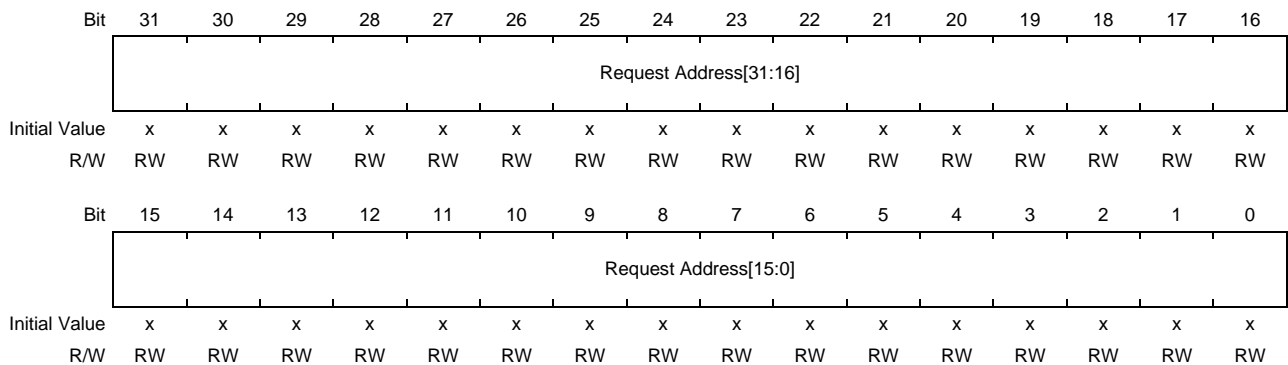 Bit 31 30 29 28 27 26 25 24 23 22 21 20 19 18 17 16
Request Address[31:16]
Initial Value x x x x x x x x x x x x x x x x
R/W RW RW RW RW RW RW RW RW RW RW RW RW RW RW RW RW
Bit 15 14 13 12 11 10 9 8 7 6 5 4 3 2 1 0
Request Address[15:0]
Initial Value x x x x x x x x x x x x x x x x
R/W RW RW RW RW RW RW RW RW RW RW RW RW RW RW RW RW